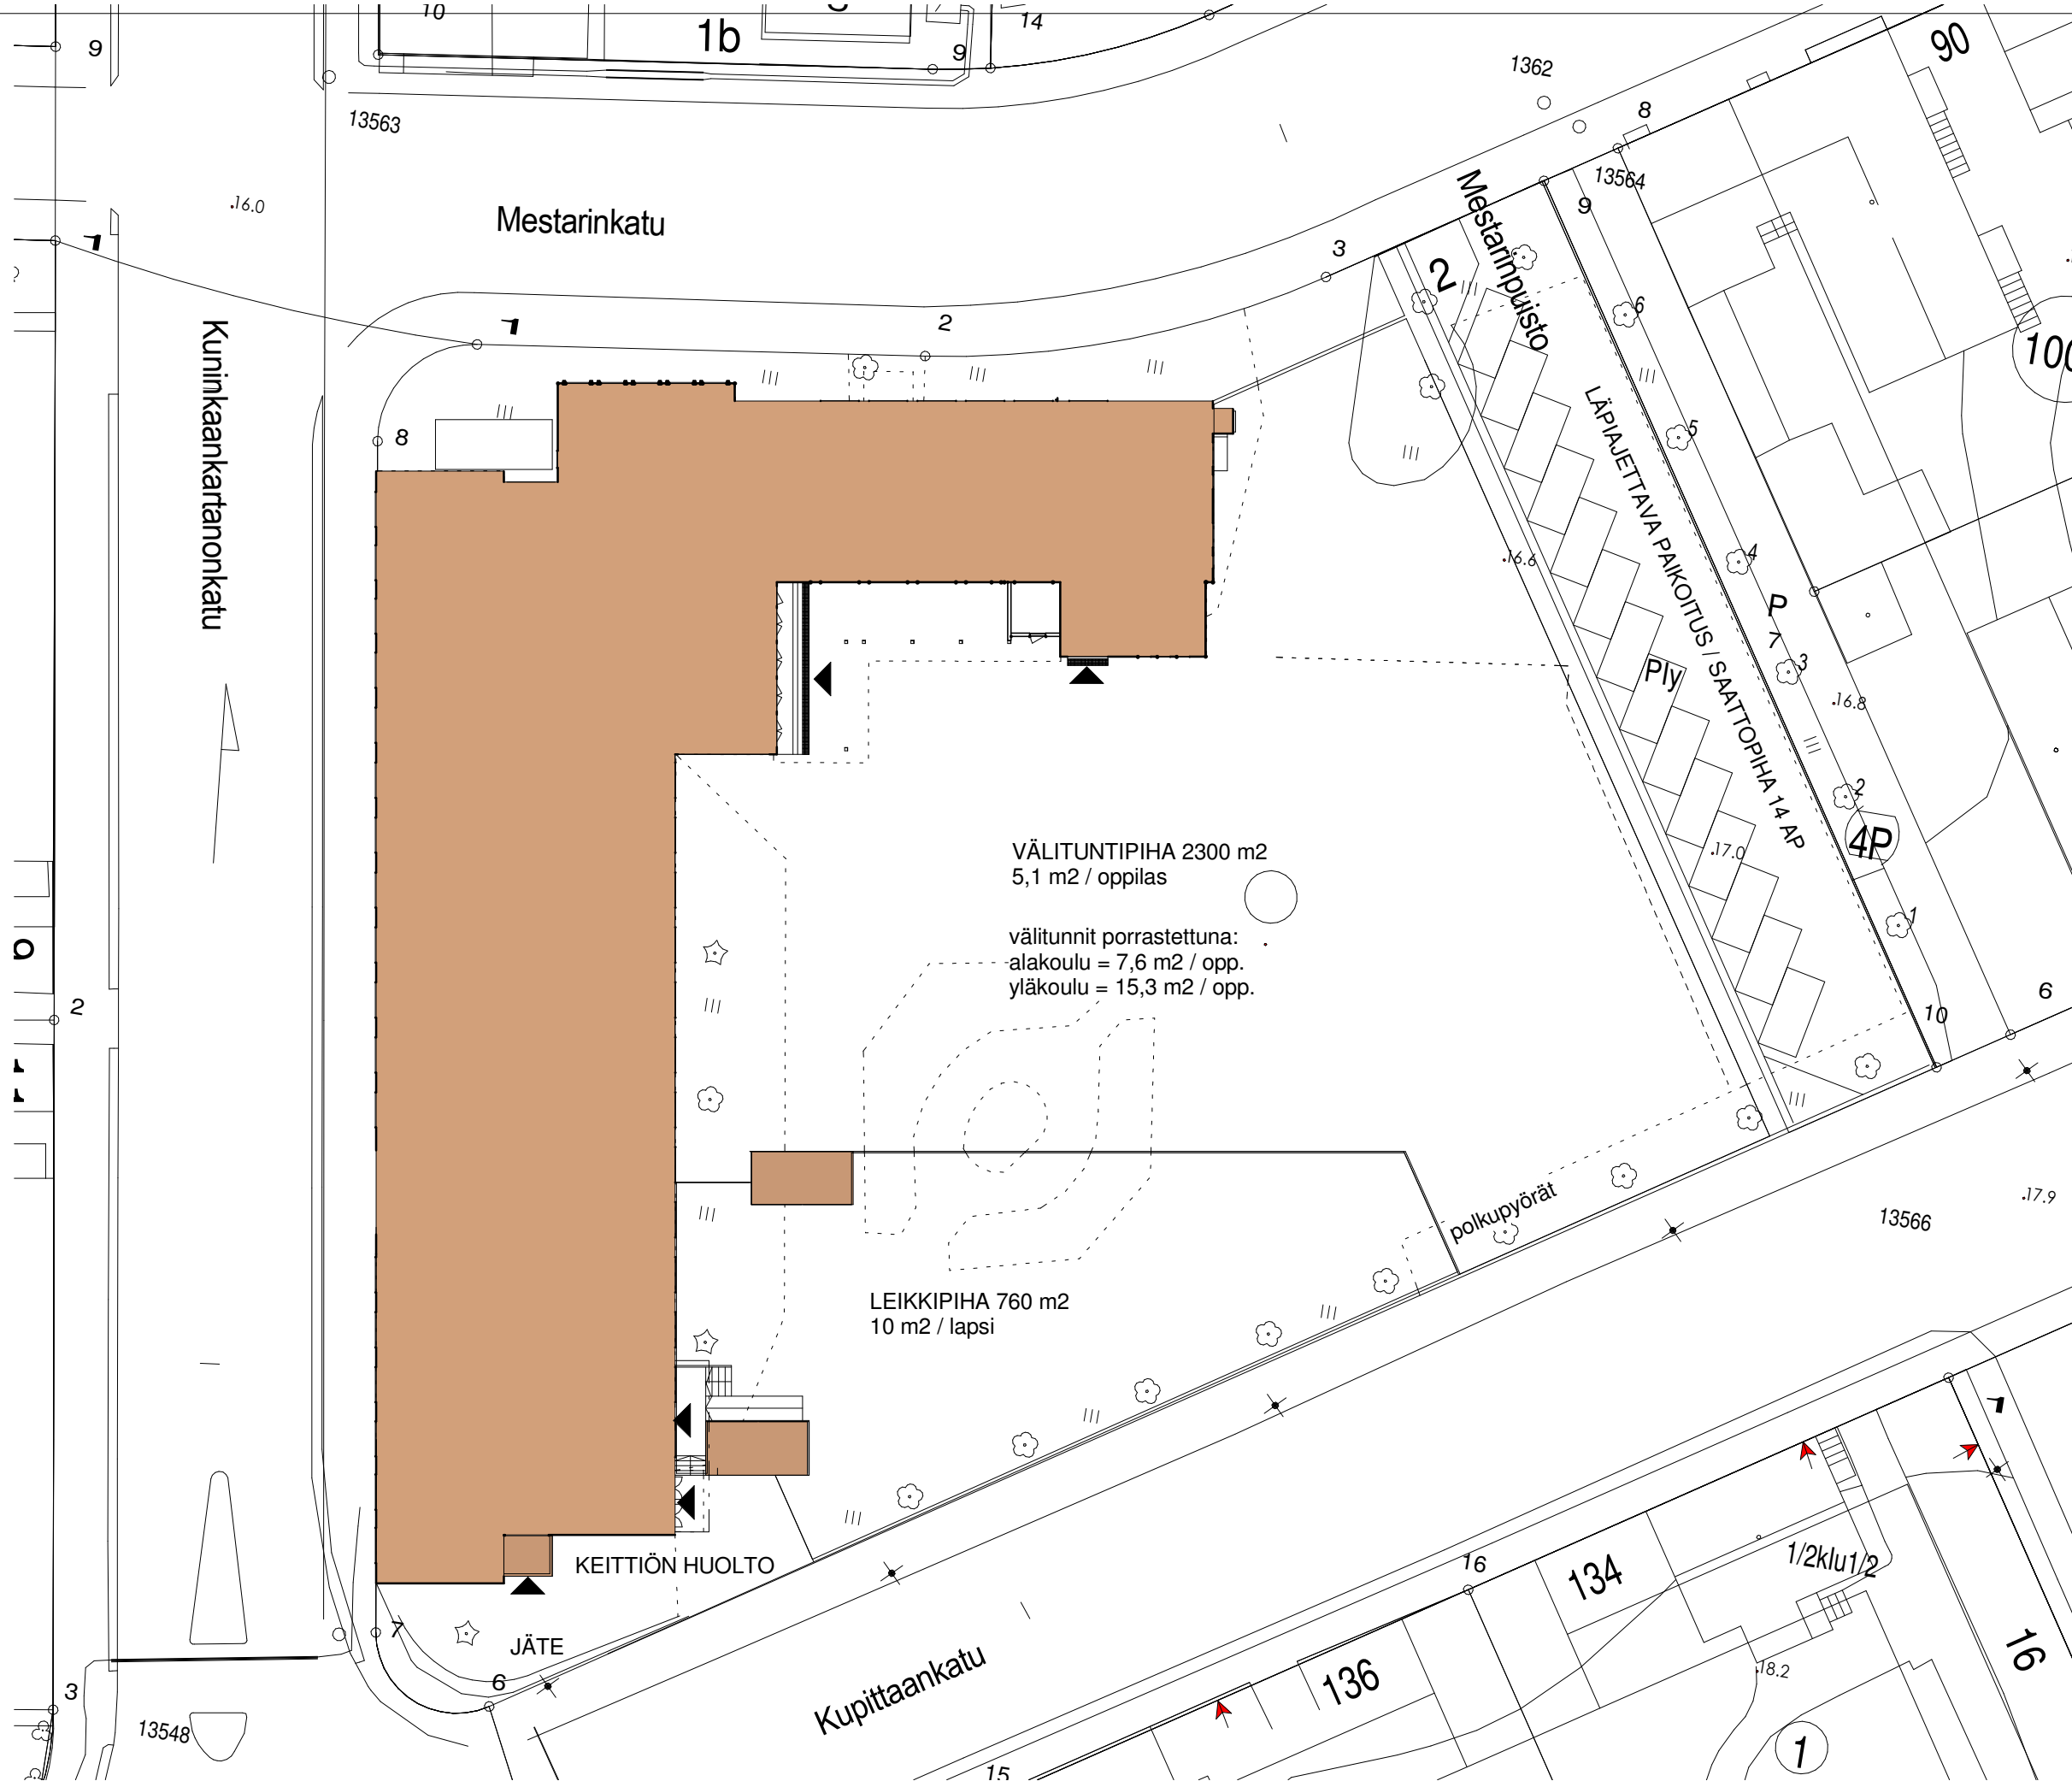 10
1b
9
14
9
1362
90
8
13563
13564
9
.16.0
Mestarinkatu
Mestarinpuisto
1
3
2
6
1
2
100
Kuninkaankartanonkatu
8
LÄPIAJETTAVA PAIKOITUS / SAATTOPIHA 14 AP
5
4
.16.6
P
3
Ply
.16.8
2
4P
.17.0
VÄLITUNTIPIHA 2300 m2
5,1 m2 / oppilas
1
välitunnit porrastettuna:
alakoulu = 7,6 m2 / opp.
yläkoulu = 15,3 m2 / opp.
2
10
6
polkupyörät
13566
.17.9
LEIKKIPIHA 760 m2
10 m2 / lapsi
1
KEITTIÖN HUOLTO
16
134
1/2klu1/2
7
JÄTE
6
136
.18.2
16
3
Kupittaankatu
13548
15
1